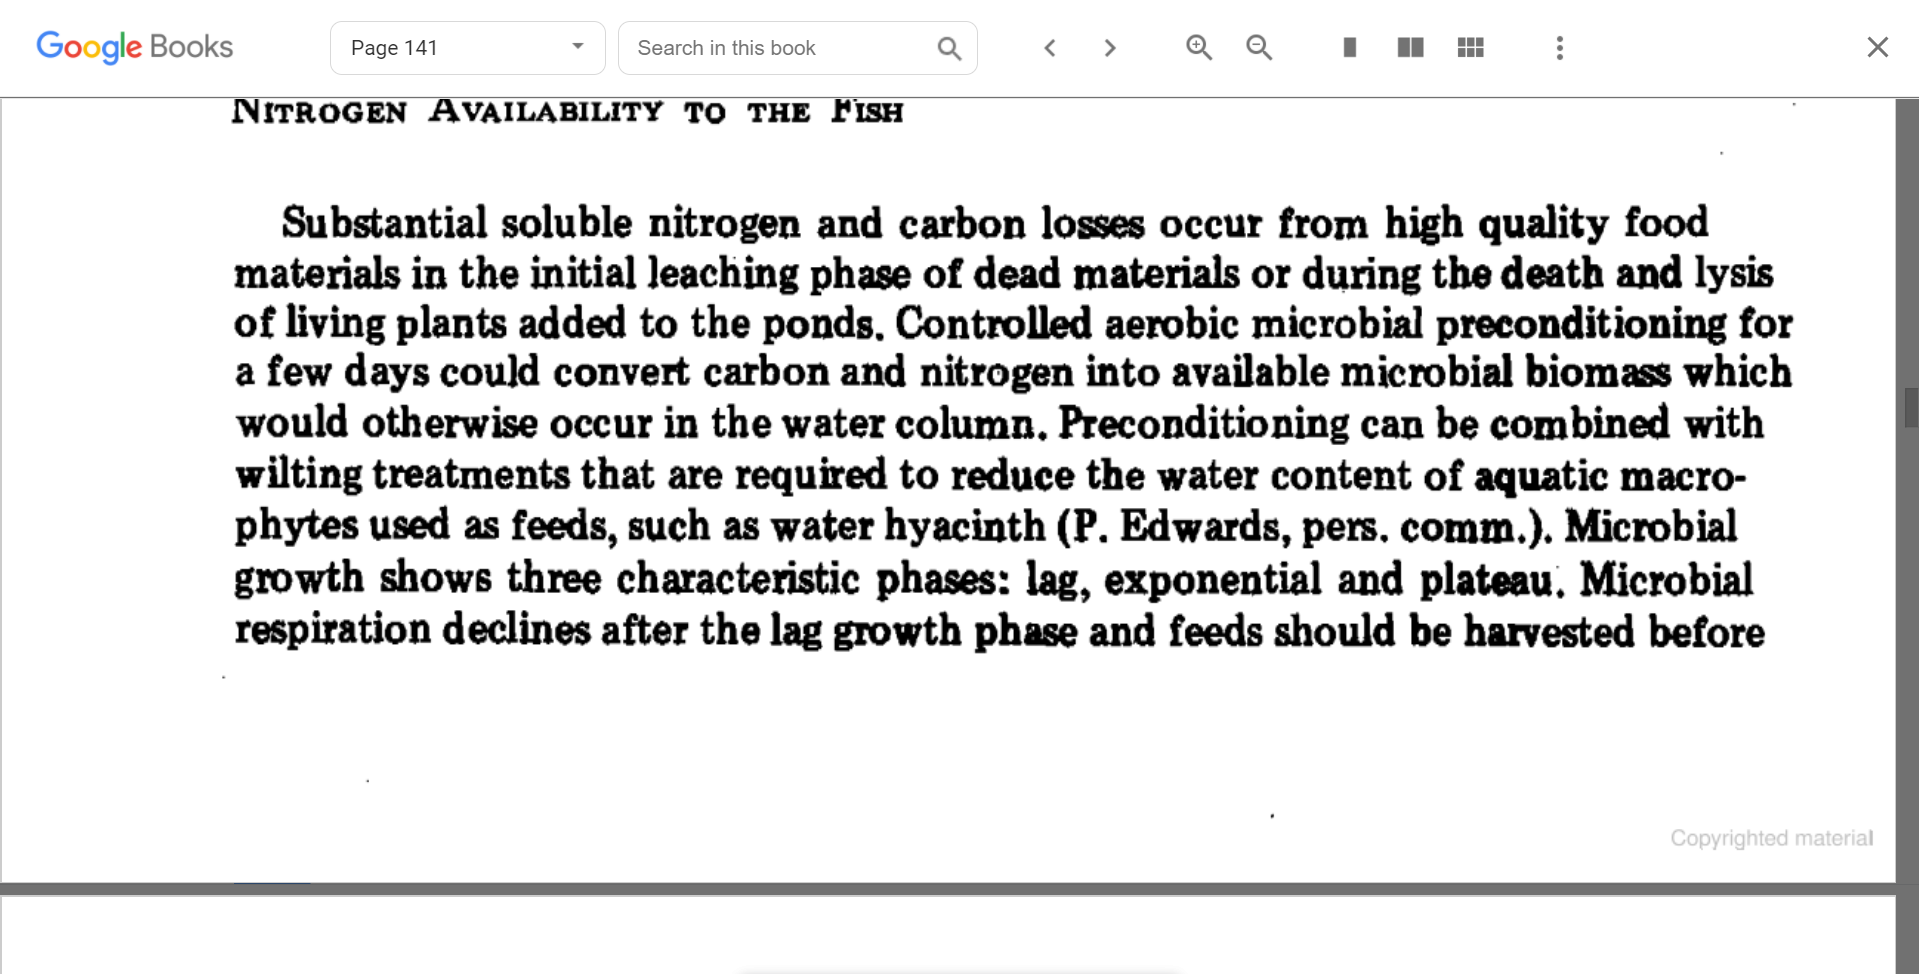 Google Books
Page 141
Search in this book
NITROGEN AVAILABILITY TO THE FISH
Substantial soluble nitrogen and carbon losses occur from high quality food
materials in the initial leaching phase of dead materials or during the death and lysis
of living plants added to the ponds. Controlled aerobic microbial preconditioning for
a few days could convert carbon and nitrogen into available microbial biomass which
would otherwise occur in the water column. Preconditioning can be combined with
wilting treatments that are required to reduce the water content of aquatic macro-
phytes used as feeds, such as water hyacinth (P. Edwards, pers. comm.). Microbial
growth shows three characteristic phases: lag, exponential and plateau. Microbial
respiration declines after the lag growth phase and feeds should be harvested before
Copyrighted material